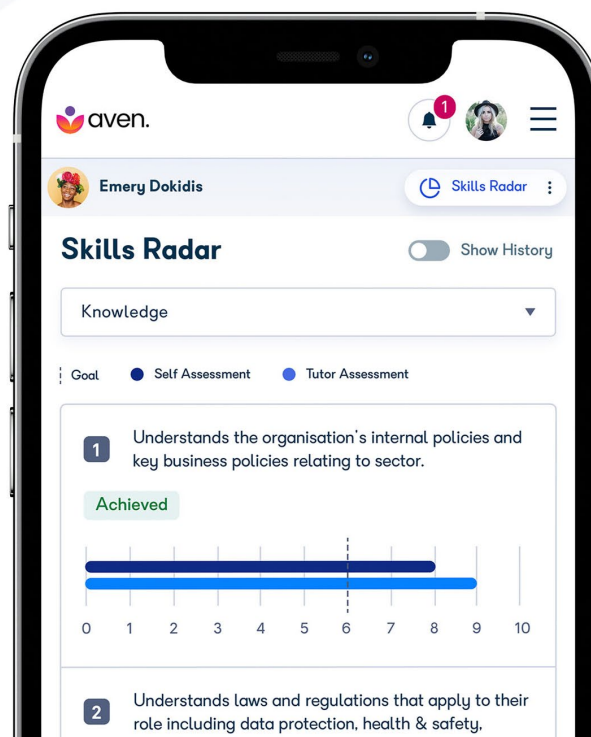 aven.
1
Emery Dokidis
Skills Radar
Skills Radar
Show History
Knowledge
Goal
Self Assessment
Tutor Assessment
1
Understands the organisation's internal policies and
key business policies relating to sector.
Achieved
0 1 2 3 4 5 6 7 8 9 10
2
Understands laws and regulations that apply to their
role including data protection, health & safety,